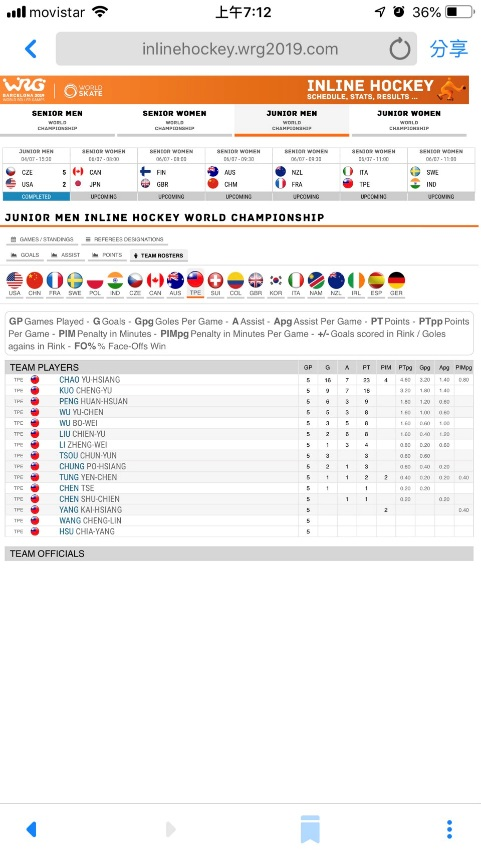 movistar 上午7:12 36%
inlinehockey.wrg2019.com 分享
WRG
BARCELONA 2019
WORLD SKATE
INLINE HOCKEY
SCHEDULE, STATS, RESULTS ...
SENIOR MEN WORLD CHAMPIONSHIP
SENIOR WOMEN WORLD CHAMPIONSHIP
JUNIOR MEN WORLD CHAMPIONSHIP
JUNIOR WOMEN WORLD CHAMPIONSHIP
JUNIOR MEN SENIOR WOMEN SENIOR WOMEN SENIOR WOMEN SENIOR WOMEN SENIOR WOMEN SENIOR WOMEN
04/07 - 15:30 06/07 - 08:00 06/07 - 08:00 06/07 - 09:30 06/07 - 09:30 06/07 - 11:00 06/07 - 11:00
CZE 5 CAN FIN AUS NZL ITA SWE
USA 2 JPN GBR CHM FRA TPE IND
COMPLETED UPCOMING UPCOMING UPCOMING UPCOMING UPCOMING UPCOMING
JUNIOR MEN INLINE HOCKEY WORLD CHAMPIONSHIP
GAMES / STANDINGS REFEREES DESIGNATIONS
GOALS ASSIST POINTS TEAM ROSTERS
USA CHN FRA SWE POL IND CZE CAN AUS TPE SUI COL GBR KOR ITA NAM NZL IRL ESP GER
GP Games Played - G Goals - Gpg Goles Per Game - A Assist - Apg Assist Per Game - PT Points - PTpp Points
Per Game - PIM Penalty in Minutes - PIMpg Penalty in Minutes Per Game - +/- Goals scored in Rink / Goles
agains in Rink - FO% % Face-Offs Win
TEAM PLAYERS GP G A PT PIM PTpg Gpg Apg PIMpg
TPE CHAO YU-HSIANG 5 16 7 23 4 4.60 3.20 1.40 0.80
TPE KUO CHENG-YU 5 9 7 16 3.20 1.80 1.40
TPE PENG HUAN-HSUAN 5 6 3 9 1.80 1.20 0.60
TPE WU YU-CHEN 5 5 3 8 1.60 1.00 0.60
TPE WU BO-WEI 5 3 5 8 1.60 0.60 1.00
TPE LIU CHIEN-YU 5 2 6 8 1.60 0.40 1.20
TPE LI ZHENG-WEI 5 1 3 4 0.80 0.20 0.60
TPE TSOU CHUN-YUN 5 3 3 0.60 0.60
TPE CHUNG PO-HSIANG 5 2 1 3 0.60 0.40 0.20
TPE TUNG YEN-CHEN 5 1 1 2 2 0.40 0.20 0.20 0.40
TPE CHEN TSE 5 1 1 0.20 0.20
TPE CHEN SHU-CHIEN 5 1 1 0.20 0.20
TPE YANG KAI-HSIANG 5 2 0.40
TPE WANG CHENG-LIN 5
TPE HSU CHIA-YANG 5
TEAM OFFICIALS